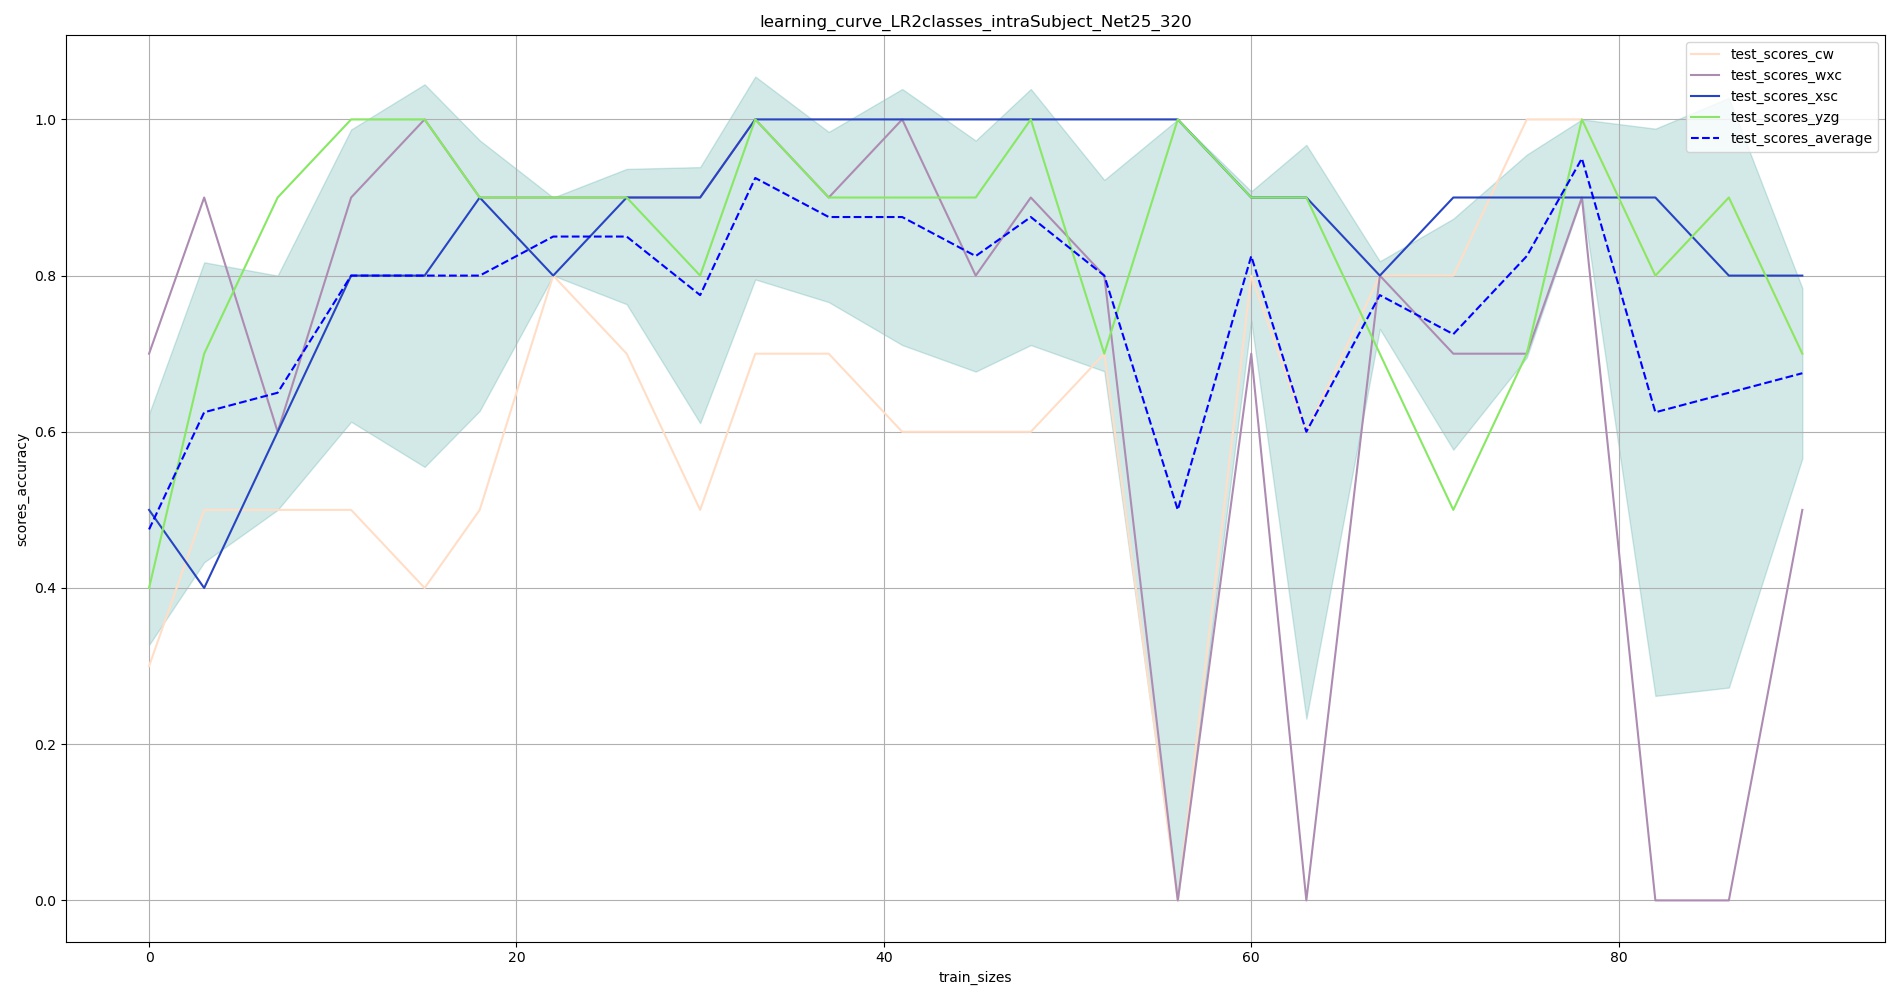 learning_curve_LR2classes_intraSubject_Net25_320
test_scores_cw
test_scores_wxc
test_scores_xsc
test_scores_yzg
test_scores_average
scores_accuracy
1.0
0.8
0.6
0.4
0.2
0.0
0 20 40 60 80
train_sizes